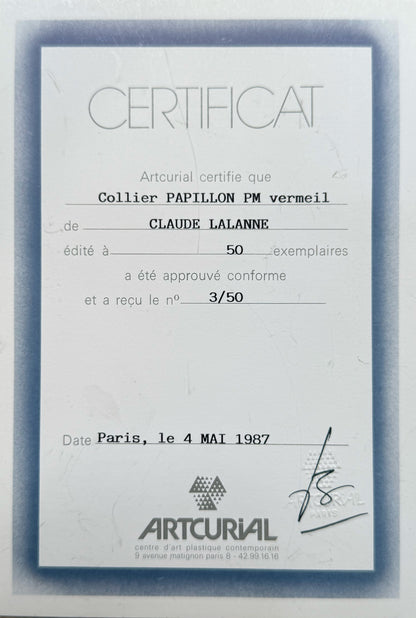 CERTIFICAT
Artcurial certifie que
Collier PAPILLON PM vermeil
de CLAUDE LALANNE
édité à 50 exemplaires
a été approuvé conforme
et a reçu le nº 3/50
Date Paris, le 4 MAI 1987
ARTCURIAL
PARIS
ARTCURIAL
centre d'art plastique contemporain
9 avenue matignon paris 8 - 42.99.16.16